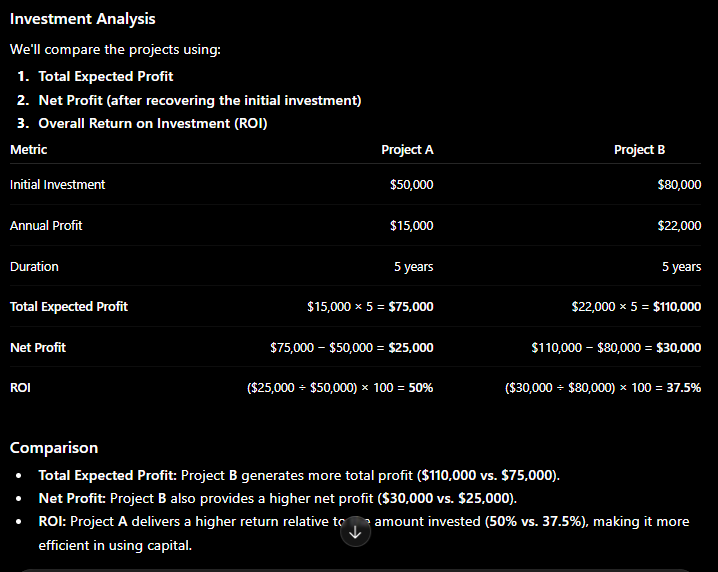 Investment Analysis
We'll compare the projects using:
1. Total Expected Profit
2. Net Profit (after recovering the initial investment)
3. Overall Return on Investment (ROI)
Metric Project A Project B
Initial Investment $50,000 $80,000
Annual Profit $15,000 $22,000
Duration 5 years 5 years
Total Expected Profit $15,000 × 5 = $75,000 $22,000 × 5 = $110,000
Net Profit $75,000 − $50,000 = $25,000 $110,000 − $80,000 = $30,000
ROI ($25,000 ÷ $50,000) × 100 = 50% ($30,000 ÷ $80,000) × 100 = 37.5%
Comparison
• Total Expected Profit: Project B generates more total profit ($110,000 vs. $75,000).
• Net Profit: Project B also provides a higher net profit ($30,000 vs. $25,000).
• ROI: Project A delivers a higher return relative to amount invested (50% vs. 37.5%), making it more
efficient in using capital.